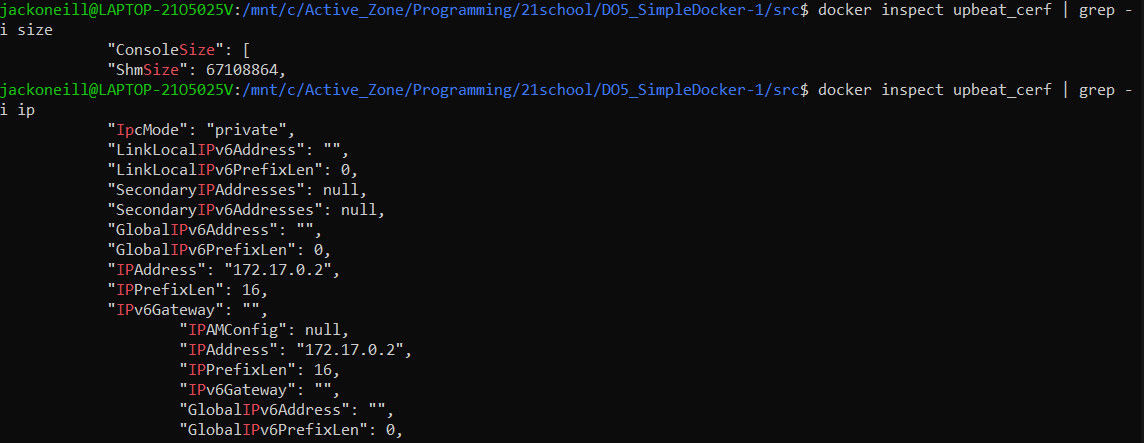 jackoneill@LAPTOP-21O5025V:/mnt/c/Active_Zone/Programming/21school/DO5_SimpleDocker-1/src$ docker inspect upbeat_cerf | grep -
i size
"ConsoleSize": [
"ShmSize": 67108864,
jackoneill@LAPTOP-21O5025V:/mnt/c/Active_Zone/Programming/21school/DO5_SimpleDocker-1/src$ docker inspect upbeat_cerf | grep -
i ip
"IpcMode": "private",
"LinkLocalIPv6Address": "",
"LinkLocalIPv6PrefixLen": 0,
"SecondaryIPAddresses": null,
"SecondaryIPv6Addresses": null,
"GlobalIPv6Address": "",
"GlobalIPv6PrefixLen": 0,
"IPAddress": "172.17.0.2",
"IPPrefixLen": 16,
"IPv6Gateway": "",
"IPAMConfig": null,
"IPAddress": "172.17.0.2",
"IPPrefixLen": 16,
"IPv6Gateway": "",
"GlobalIPv6Address": "",
"GlobalIPv6PrefixLen": 0,